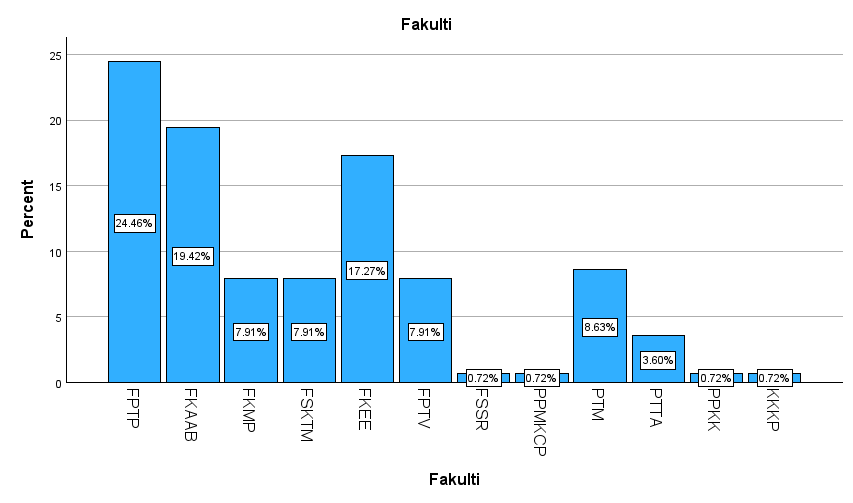 Fakulti
Percent
25
20
15
10
5
0
24.46%
19.42%
7.91%
7.91%
17.27%
7.91%
0.72%
0.72%
8.63%
3.60%
0.72%
0.72%
FPTP
FKAAB
FKMP
FSKTM
FKEE
FPTV
FSSR
PPMKCP
PTM
PTTA
PPKK
KKKP
Fakulti